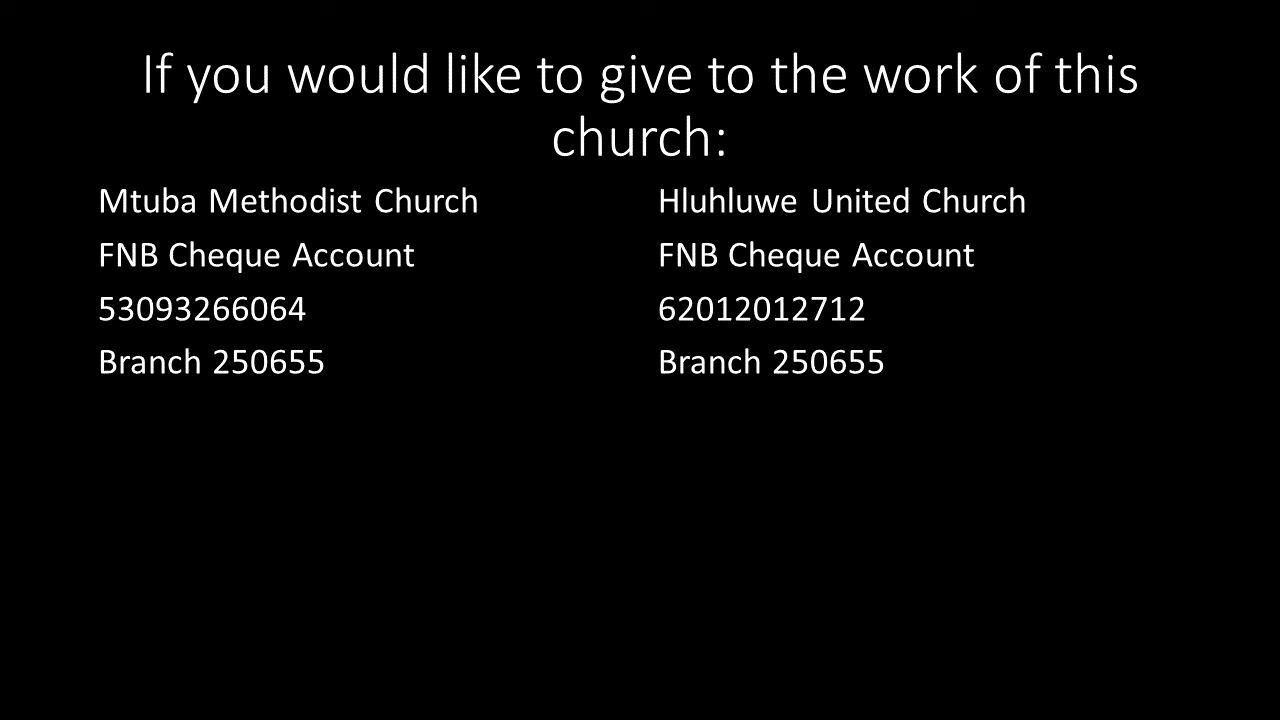 If you would like to give to the work of this
church:
Mtuba Methodist Church
FNB Cheque Account
53093266064
Branch 250655
Hluhluwe United Church
FNB Cheque Account
62012012712
Branch 250655